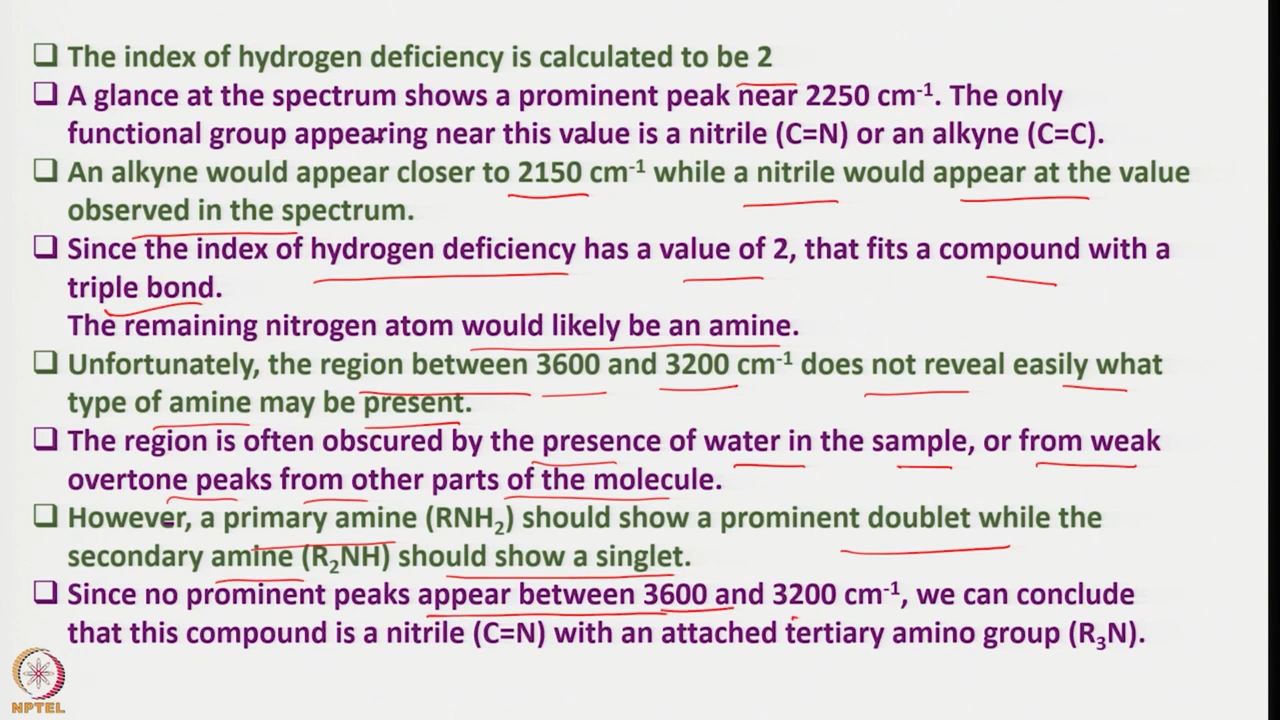 ❑ The index of hydrogen deficiency is calculated to be 2
❑ A glance at the spectrum shows a prominent peak near 2250 cm⁻¹. The only
functional group appearing near this value is a nitrile (C=N) or an alkyne (C=C).
❑ An alkyne would appear closer to 2150 cm⁻¹ while a nitrile would appear at the value
observed in the spectrum.
❑ Since the index of hydrogen deficiency has a value of 2, that fits a compound with a
triple bond.
The remaining nitrogen atom would likely be an amine.
❑ Unfortunately, the region between 3600 and 3200 cm⁻¹ does not reveal easily what
type of amine may be present.
❑ The region is often obscured by the presence of water in the sample, or from weak
overtone peaks from other parts of the molecule.
❑ However, a primary amine (RNH₂) should show a prominent doublet while the
secondary amine (R₂NH) should show a singlet.
❑ Since no prominent peaks appear between 3600 and 3200 cm⁻¹, we can conclude
that this compound is a nitrile (C=N) with an attached tertiary amino group (R₃N).
NPTEL